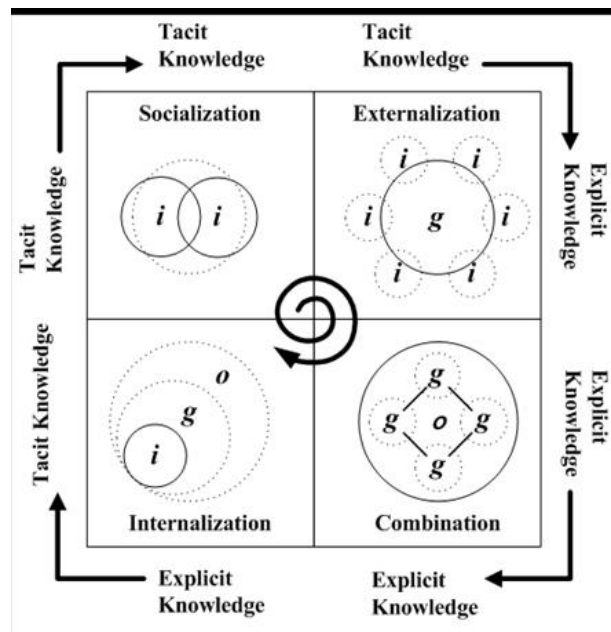 Tacit
Knowledge
Tacit
Knowledge
Socialization
Externalization
i i
i i
i g i
i i
Tacit
Knowledge
Explicit
Knowledge
o
g
i
g
g o g
g
Tacit Knowledge
Explicit
Knowledge
Internalization
Combination
Explicit
Knowledge
Explicit
Knowledge